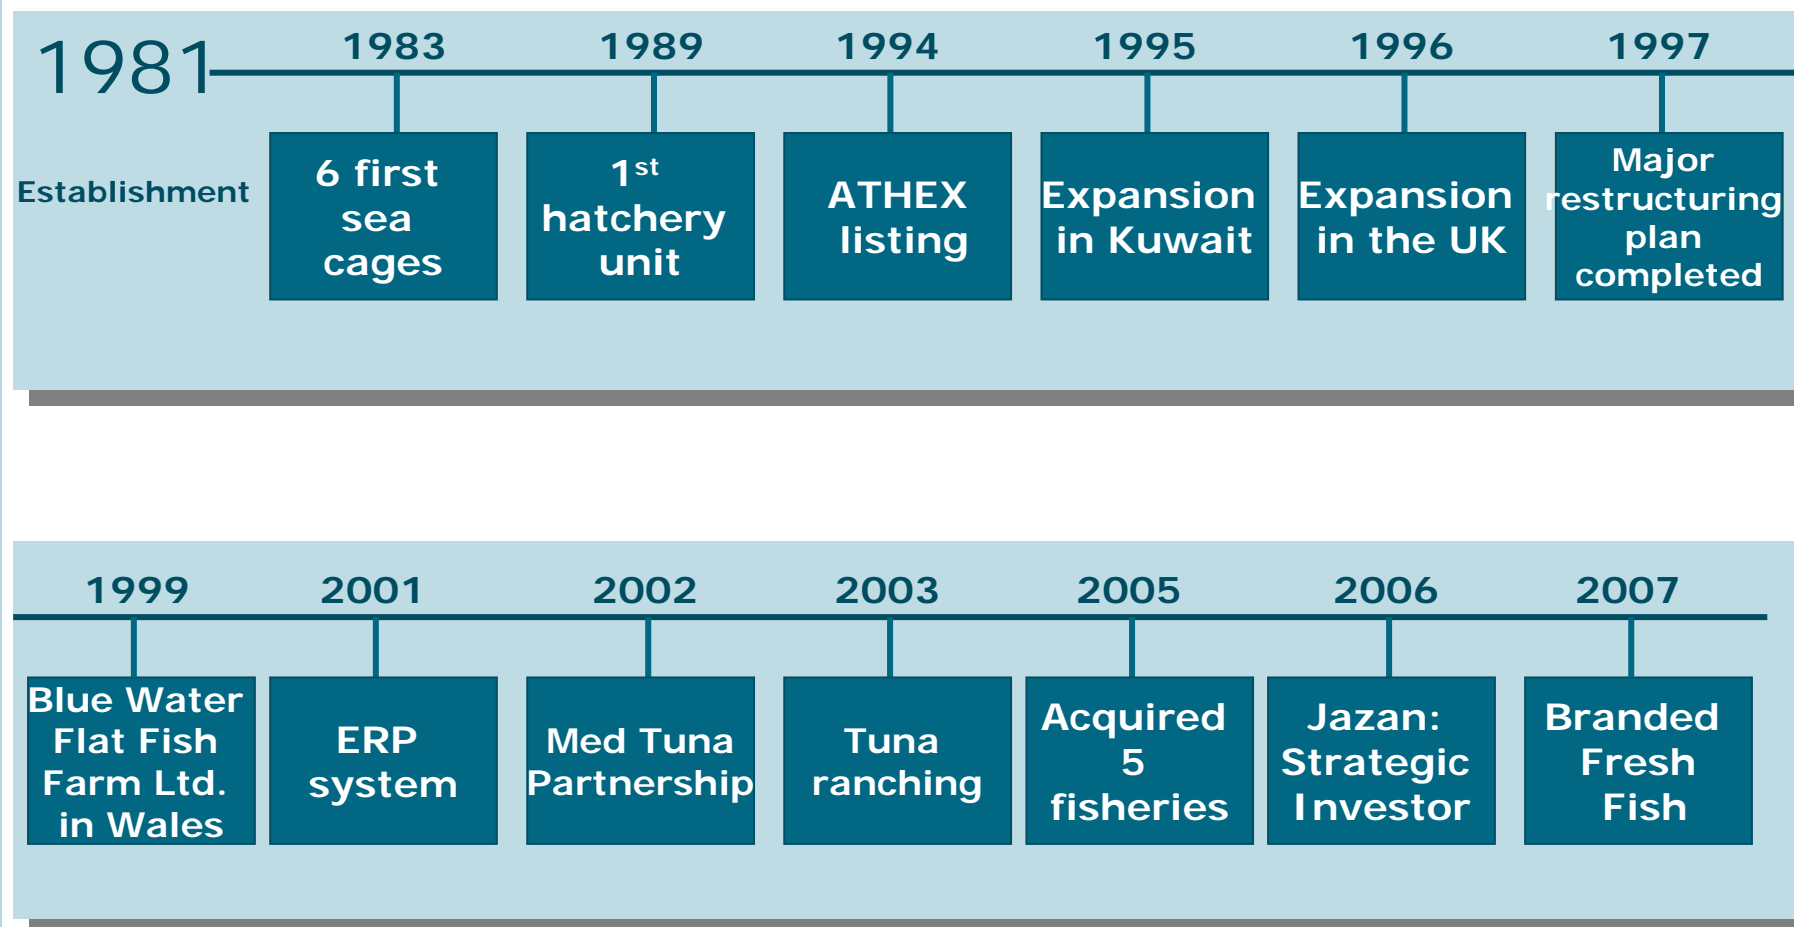 1981
1983
1989
1994
1995
1996
1997
Establishment
6 first
sea
cages
1st
hatchery
unit
ATHEX
listing
Expansion
in Kuwait
Expansion
in the UK
Major
restructuring
plan
completed
1999
2001
2002
2003
2005
2006
2007
Blue Water
Flat Fish
Farm Ltd.
in Wales
ERP
system
Med Tuna
Partnership
Tuna
ranching
Acquired
5
fisheries
Jazan:
Strategic
Investor
Branded
Fresh
Fish